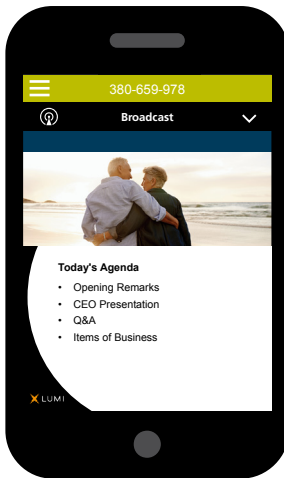 380-659-978
Broadcast
Today's Agenda
• Opening Remarks
• CEO Presentation
• Q&A
• Items of Business
LUMI